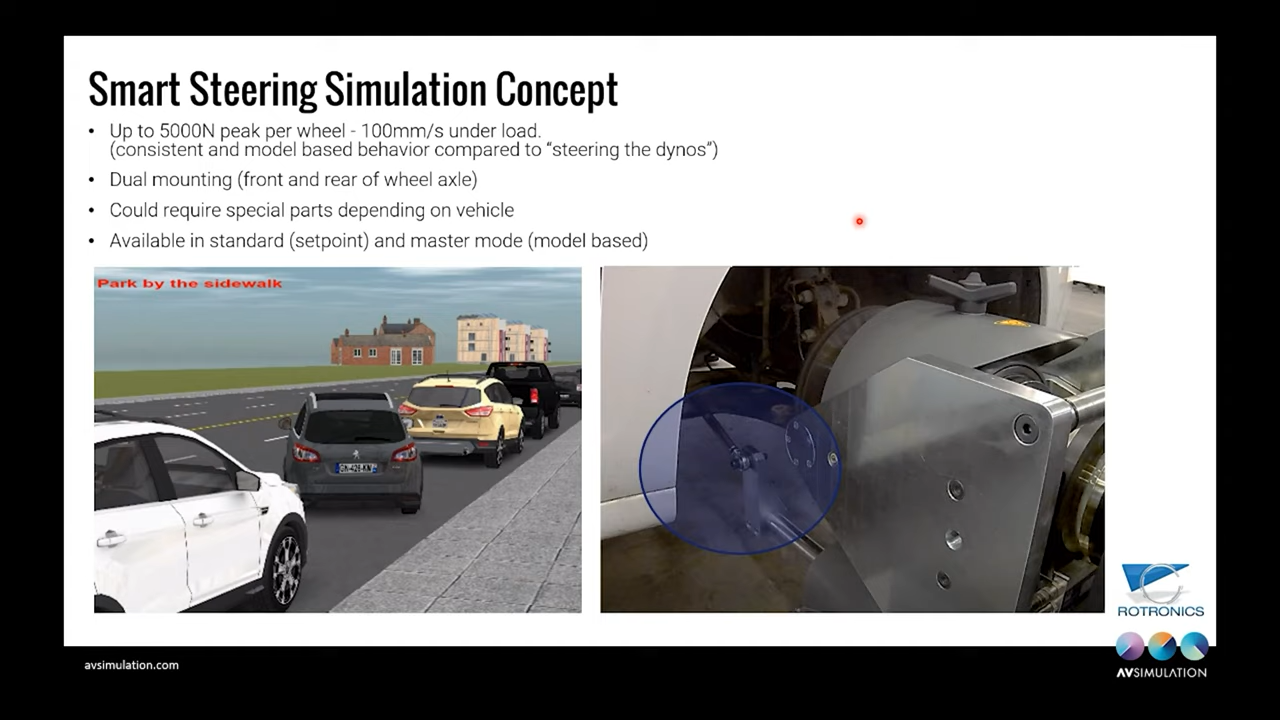 Smart Steering Simulation Concept
• Up to 5000N peak per wheel - 100mm/s under load.
(consistent and model based behavior compared to “steering the dynos”)
• Dual mounting (front and rear of wheel axle)
• Could require special parts depending on vehicle
• Available in standard (setpoint) and master mode (model based)
Park by the sidewalk
ROTRONICS
AVSIMULATION
avsimulation.com